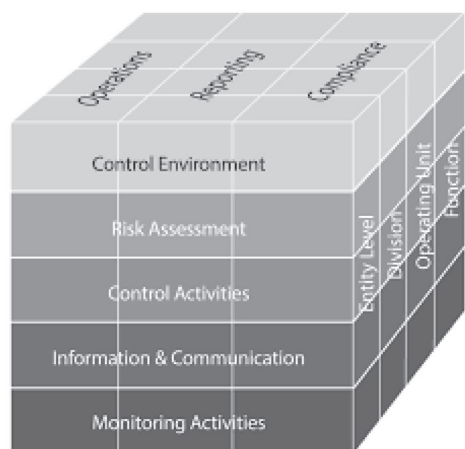 Operations
Reporting
Compliance
Control Environment
Risk Assessment
Control Activities
Information & Communication
Monitoring Activities
Entity Level
Division
Operating Unit
Function